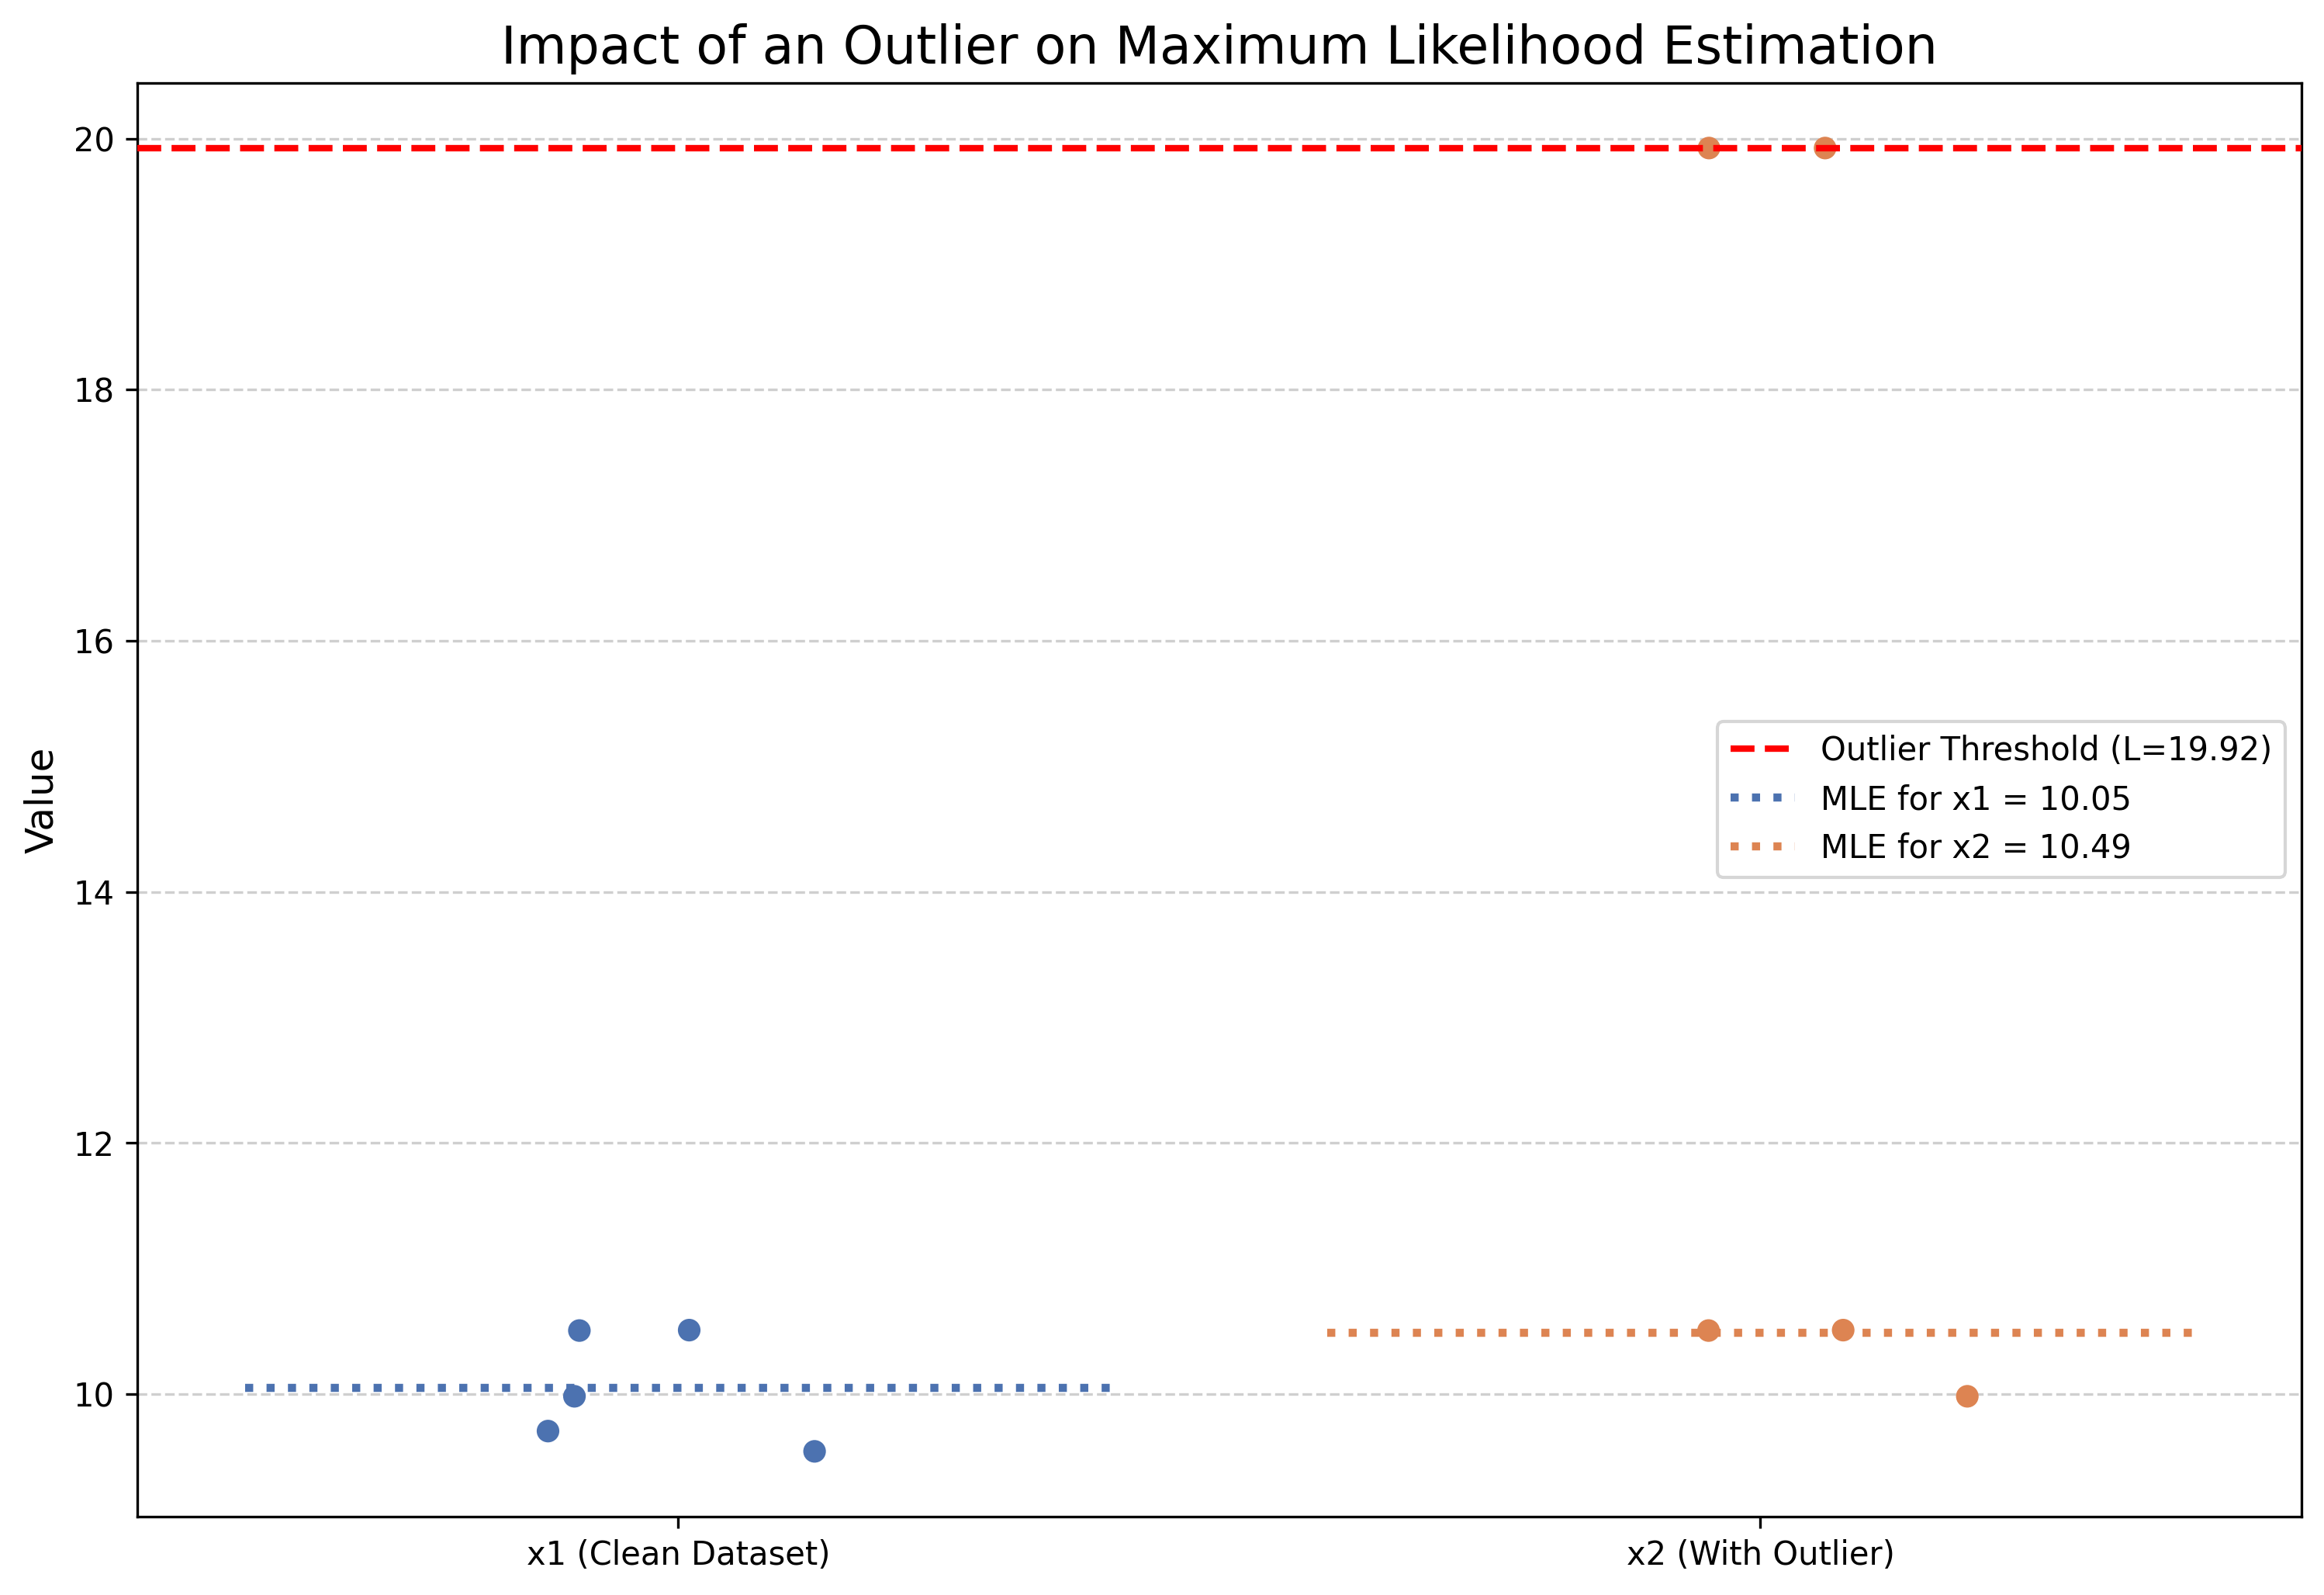 Impact of an Outlier on Maximum Likelihood Estimation
20
18
16
14
12
10
Value
Outlier Threshold (L=19.92)
MLE for x1 = 10.05
MLE for x2 = 10.49
x1 (Clean Dataset)
x2 (With Outlier)